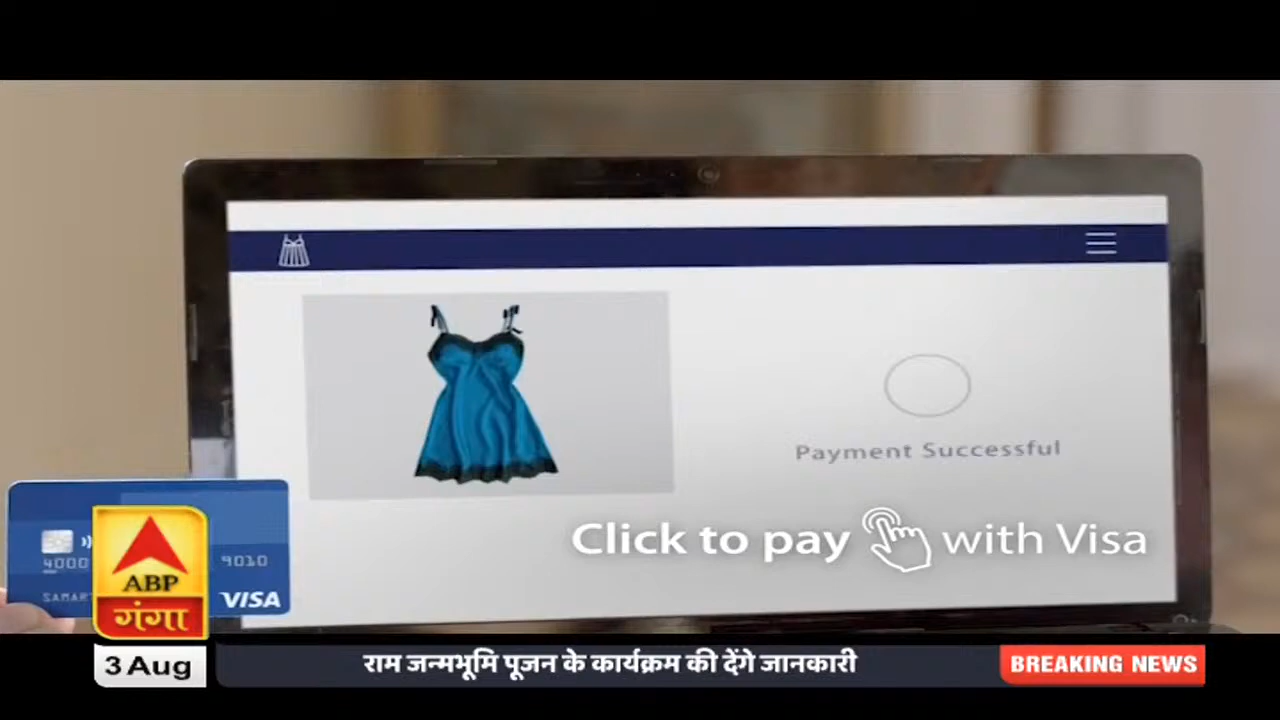 Payment Successful
Click to pay with Visa
4000
9010
VISA
ABP
गंगा
3 Aug
राम जन्मभूमि पूजन के कार्यक्रम की देंगे जानकारी
BREAKING NEWS